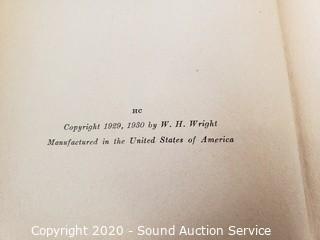 HC
Copyright 1929, 1930 by W. H. Wright
Manufactured in the United States of America
Copyright 2020 - Sound Auction Service